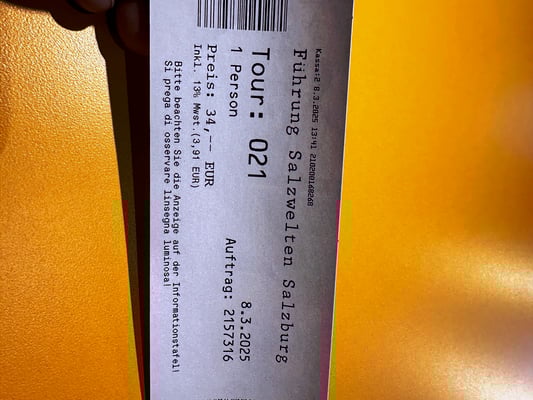 Kassa:2 8.3.2025 13:41 210200168268
Führung Salzwelten Salzburg
8.3.2025
Tour: 021
Auftrag: 2157316
1 Person
Preis: 34,-- EUR
Inkl. 13% Mwst.(3,91 EUR)
Bitte beachten Sie die Anzeige auf der Informationstafel!
Si prega di osservare linsegna luminosa!